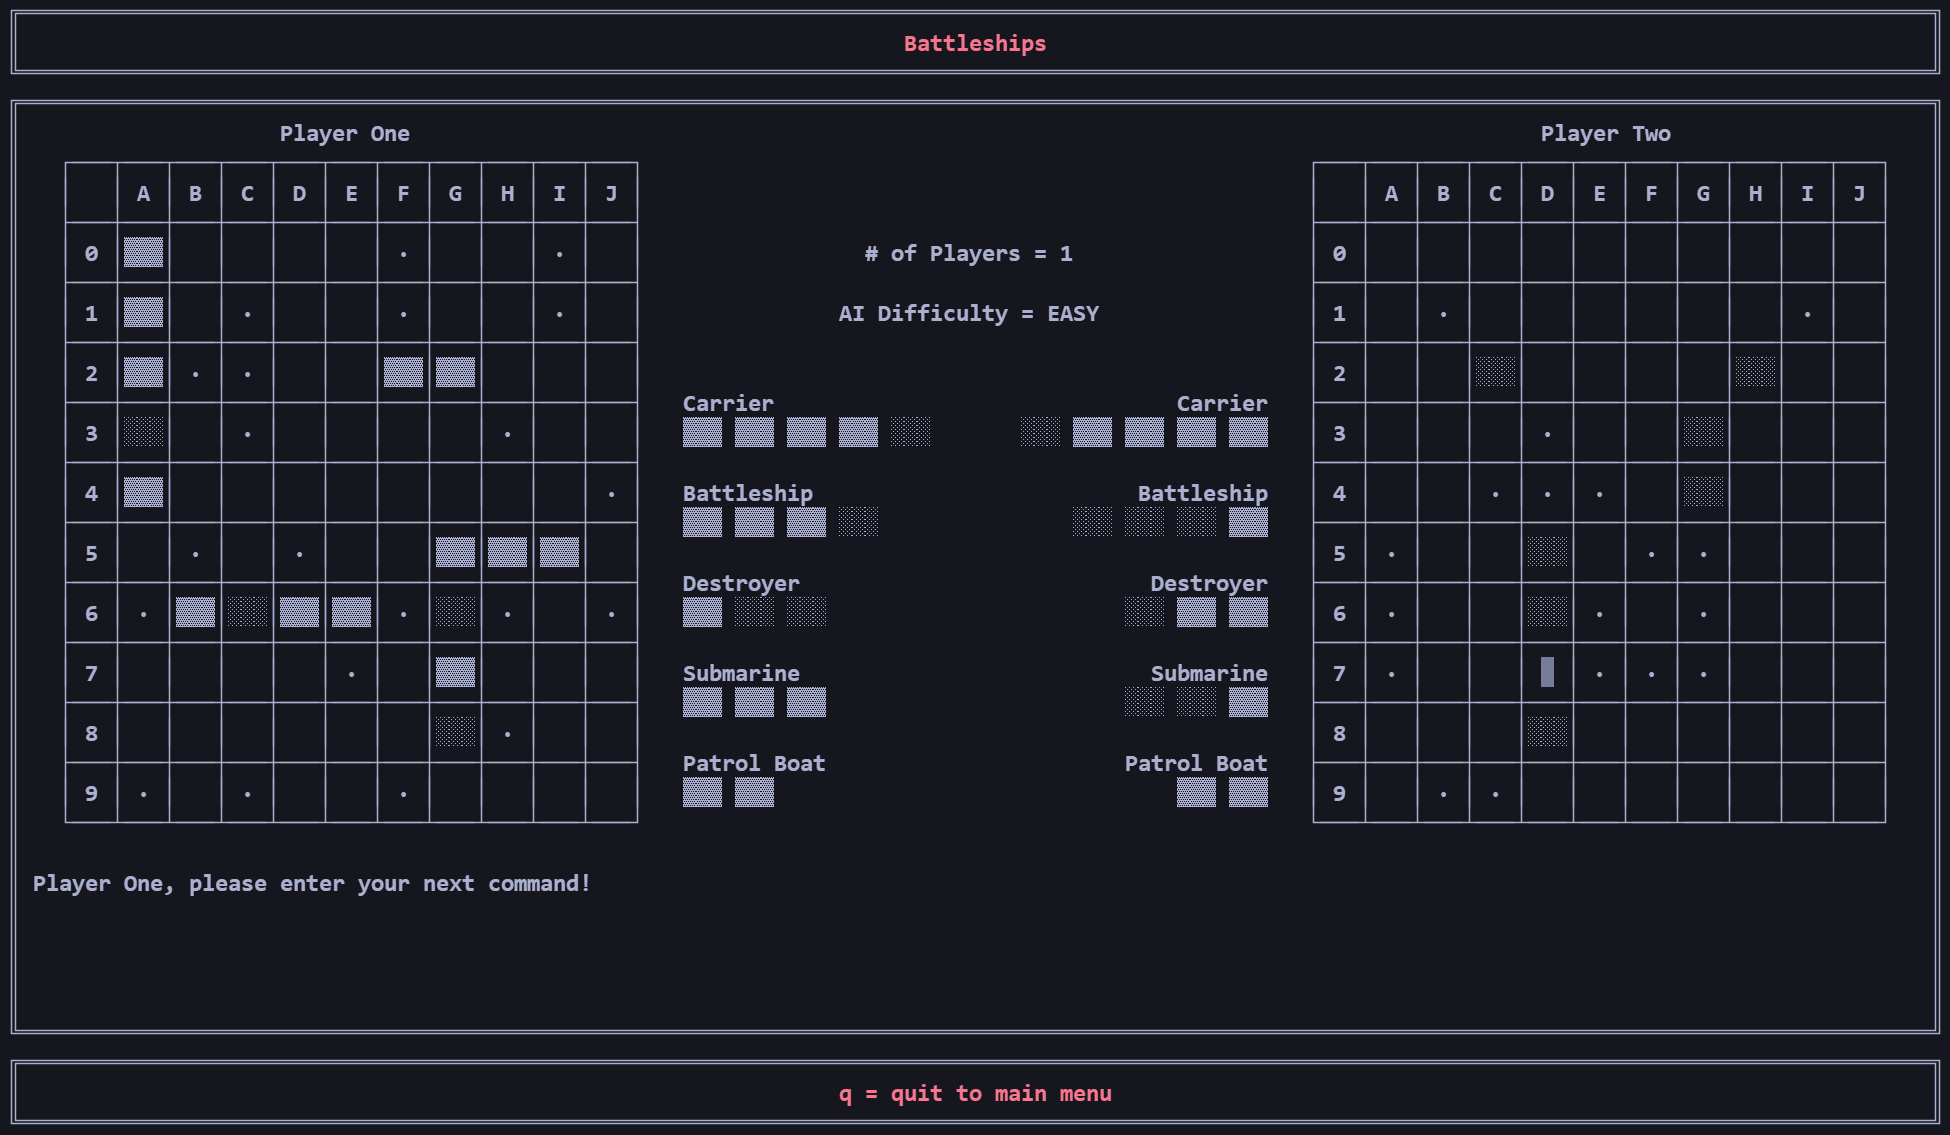 Battleships
Player One
Player Two
A B C D E F G H I J
A B C D E F G H I J
0
1
2
3
4
5
6
7
8
9
# of Players = 1
AI Difficulty = EASY
Carrier
Carrier
Battleship
Battleship
Destroyer
Destroyer
Submarine
Submarine
Patrol Boat
Patrol Boat
0
1
2
3
4
5
6
7
8
9
Player One, please enter your next command!
q = quit to main menu